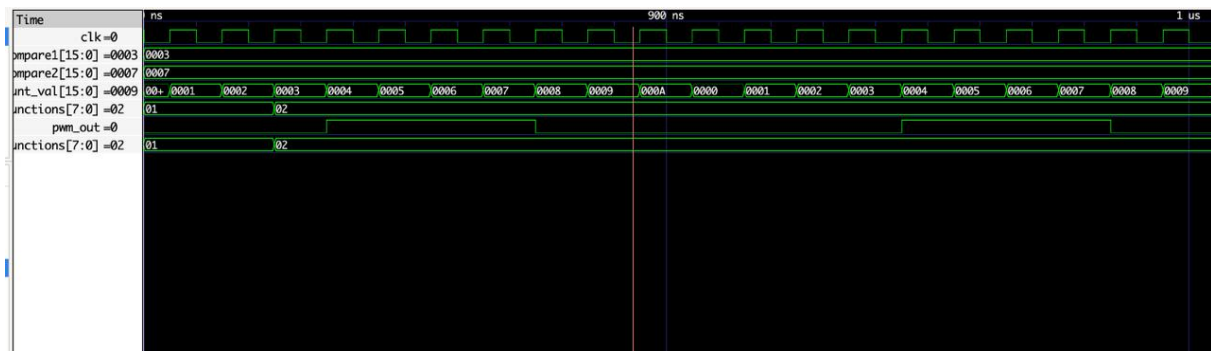 Time ns 900 ns 1 us
clk=0
ompare1[15:0] =0003 0003
ompare2[15:0] =0007 0007
unt_val[15:0] =0009 00+ 0001 0002 0003 0004 0005 0006 0007 0008 0009 000A 0000 0001 0002 0003 0004 0005 0006 0007 0008 0009
unctions[7:0] =02 01 02
pwm_out=0
unctions[7:0] =02 01 02